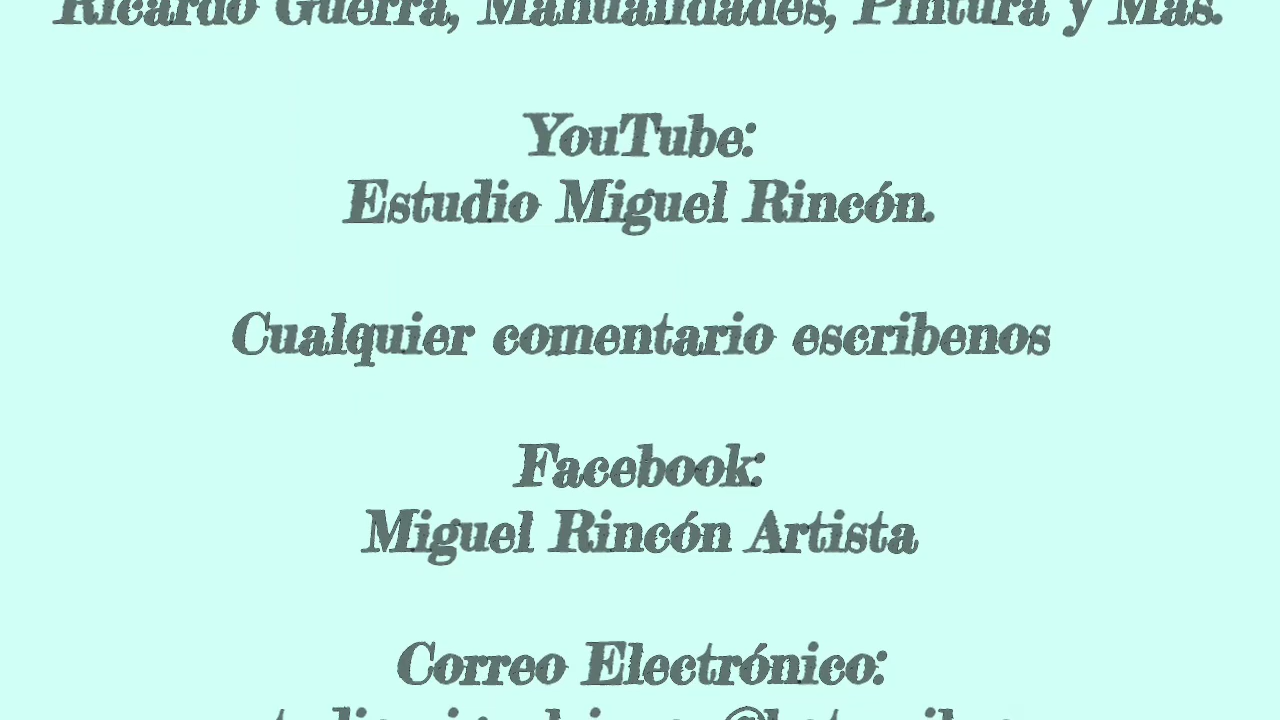 Ricardo Guerra, Manualidades, Pintura y Más.
YouTube:
Estudio Miguel Rincón.
Cualquier comentario escribenos
Facebook:
Miguel Rincón Artista
Correo Electrónico: